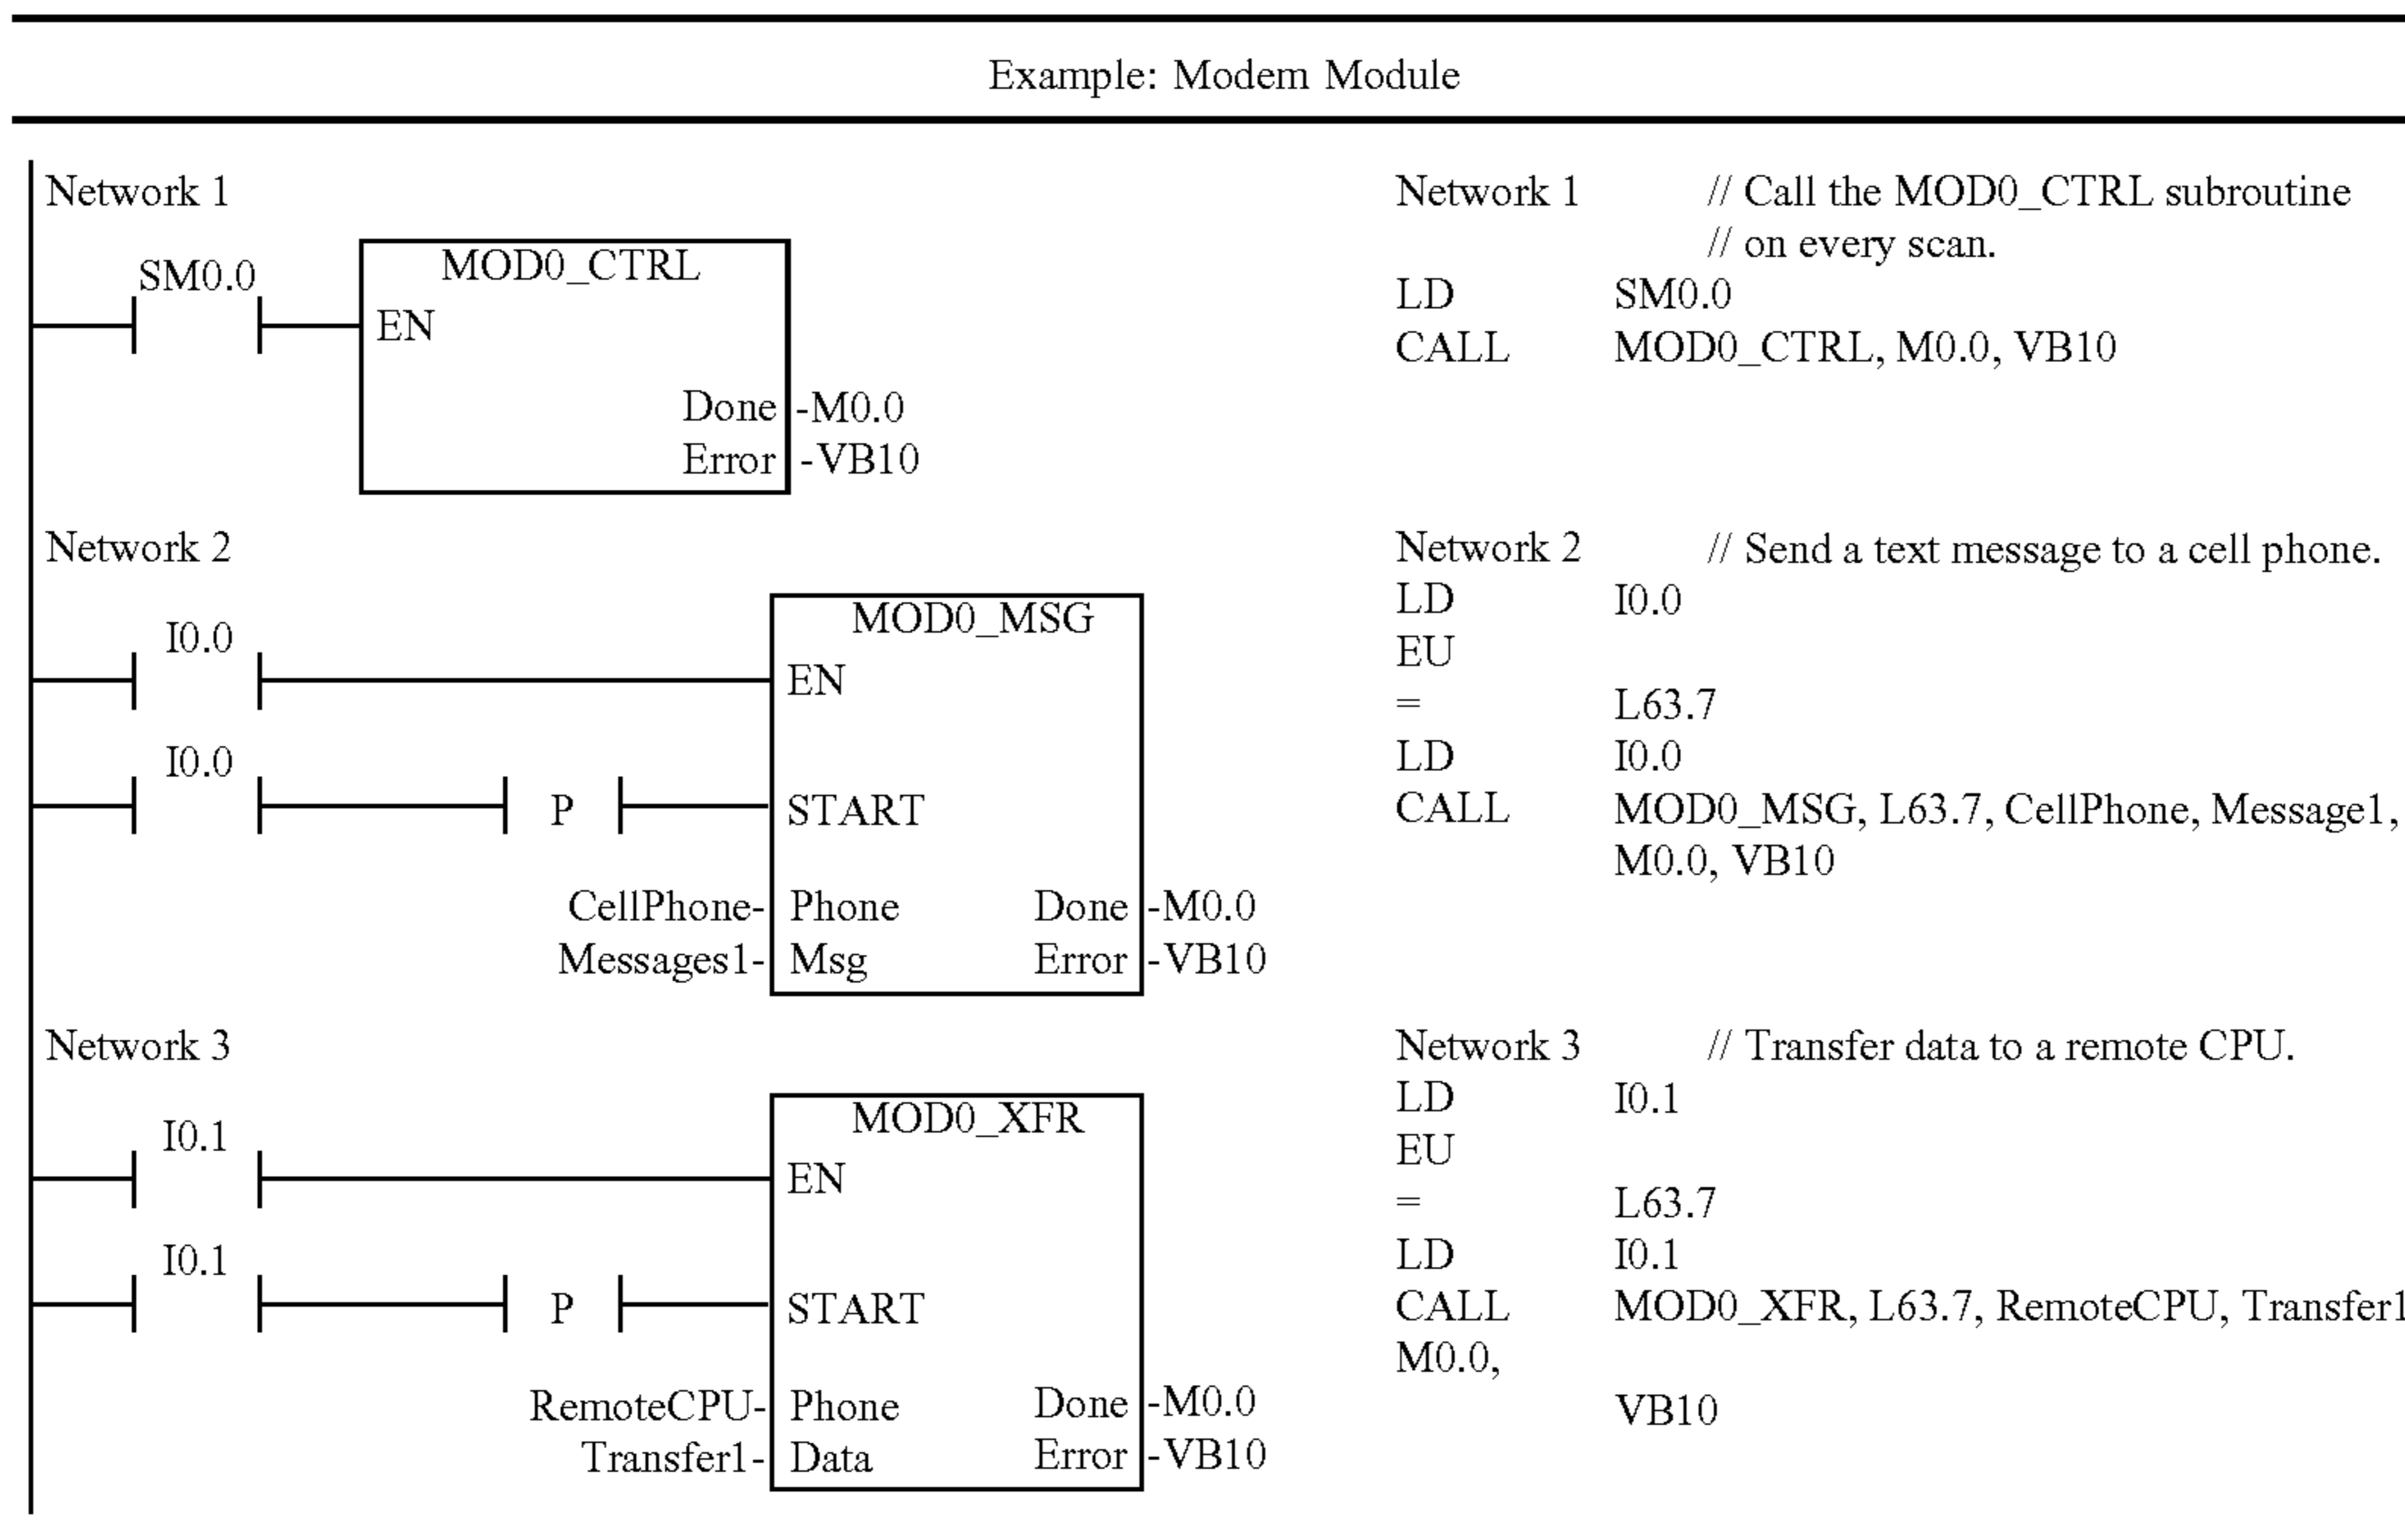 Example: Modem Module
Network 1
SM0.0
MOD0_CTRL
EN
Done -M0.0
Error -VB10
Network 2
I0.0
MOD0_MSG
EN
I0.0
P
START
CellPhone- Phone Done -M0.0
Messages1- Msg Error -VB10
Network 3
I0.1
MOD0_XFR
EN
I0.1
P
START
RemoteCPU- Phone Done -M0.0
Transfer1- Data Error -VB10
Network 1 // Call the MOD0_CTRL subroutine
// on every scan.
LD SM0.0
CALL MOD0_CTRL, M0.0, VB10
Network 2 // Send a text message to a cell phone.
LD I0.0
EU
= L63.7
LD I0.0
CALL MOD0_MSG, L63.7, CellPhone, Message1,
M0.0, VB10
Network 3 // Transfer data to a remote CPU.
LD I0.1
EU
= L63.7
LD I0.1
CALL MOD0_XFR, L63.7, RemoteCPU, Transfer1
M0.0,
VB10